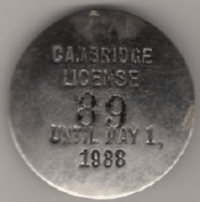 CAMBRIDGE
LICENSE
89
UNTIL MAY 1,
1988